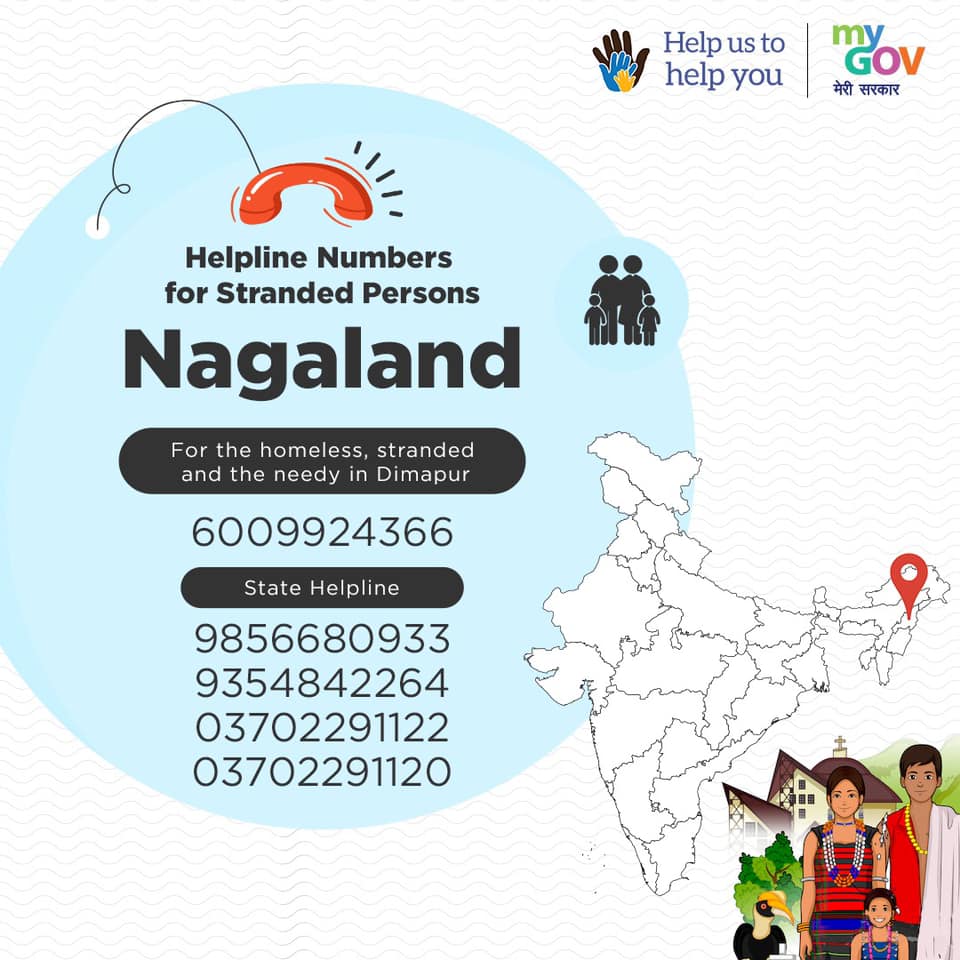 Help us to
help you
my
GOV
मेरी सरकार
Helpline Numbers
for Stranded Persons
Nagaland
For the homeless, stranded
and the needy in Dimapur
6009924366
State Helpline
9856680933
9354842264
03702291122
03702291120